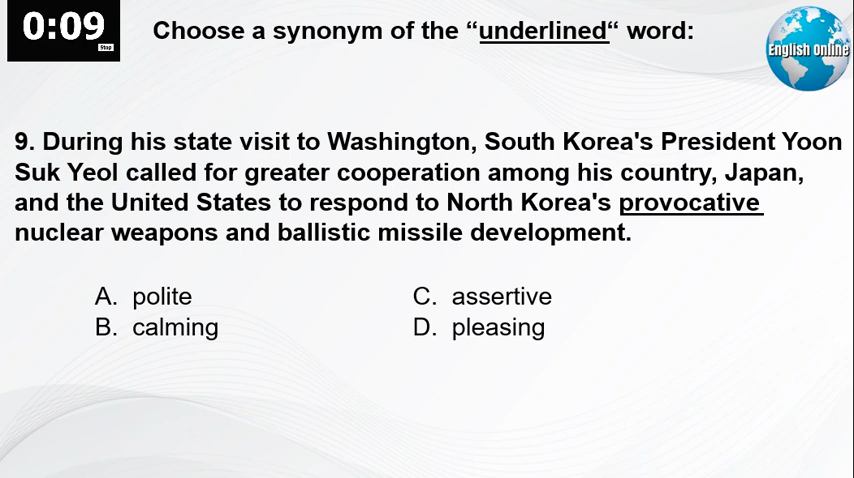 0:09
Stop
Choose a synonym of the “underlined“ word:
English Online
9. During his state visit to Washington, South Korea's President Yoon
Suk Yeol called for greater cooperation among his country, Japan,
and the United States to respond to North Korea's provocative
nuclear weapons and ballistic missile development.
A. polite
B. calming
C. assertive
D. pleasing